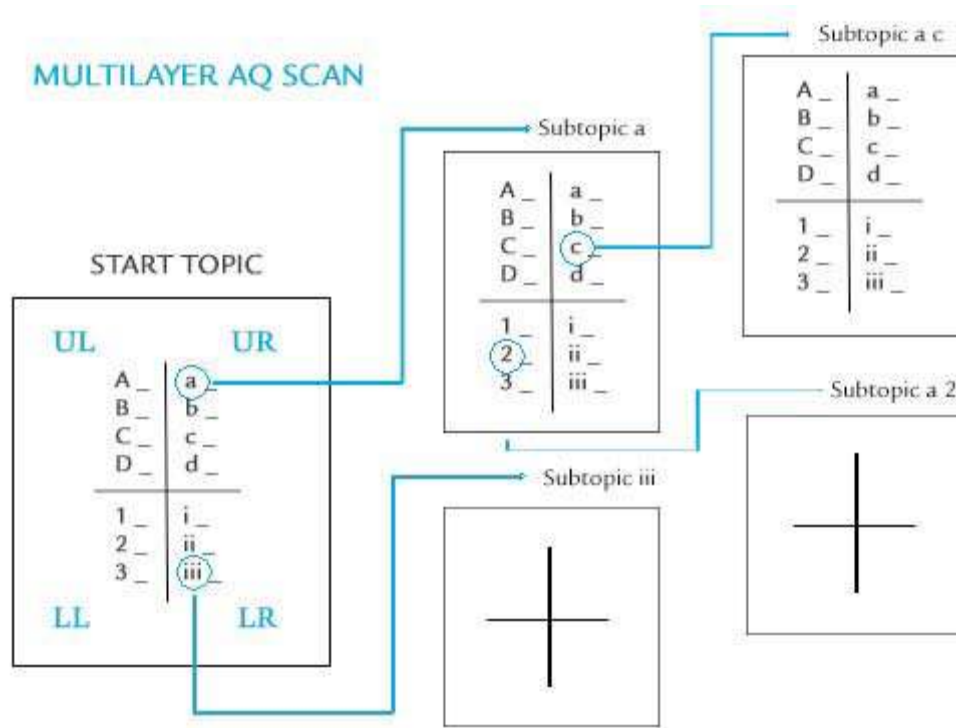 MULTILAYER AQ SCAN
START TOPIC
UL UR
A _ a _
B _ b _
C _ c _
D _ d _
1 _ i _
2 _ ii _
3 _ iii _
LL LR
Subtopic a
A _ a _
B _ b _
C _ c _
D _ d _
1 _ i _
2 _ ii _
3 _ iii _
Subtopic a c
A _ a _
B _ b _
C _ c _
D _ d _
1 _ i _
2 _ ii _
3 _ iii _
Subtopic a 2
Subtopic iii